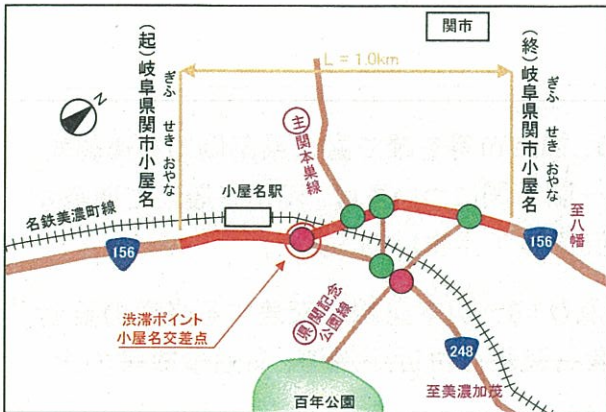 関市
L = 1.0km
(起)岐阜県関市小屋名
ぎふ せき おやな
(終)岐阜県関市小屋名
ぎふ せき おやな
N
主
関本巣線
小屋名駅
名鉄美濃町線
156
至八幡
156
渋滞ポイント
小屋名交差点
県
関記念
公園線
248
至美濃加茂
百年公園